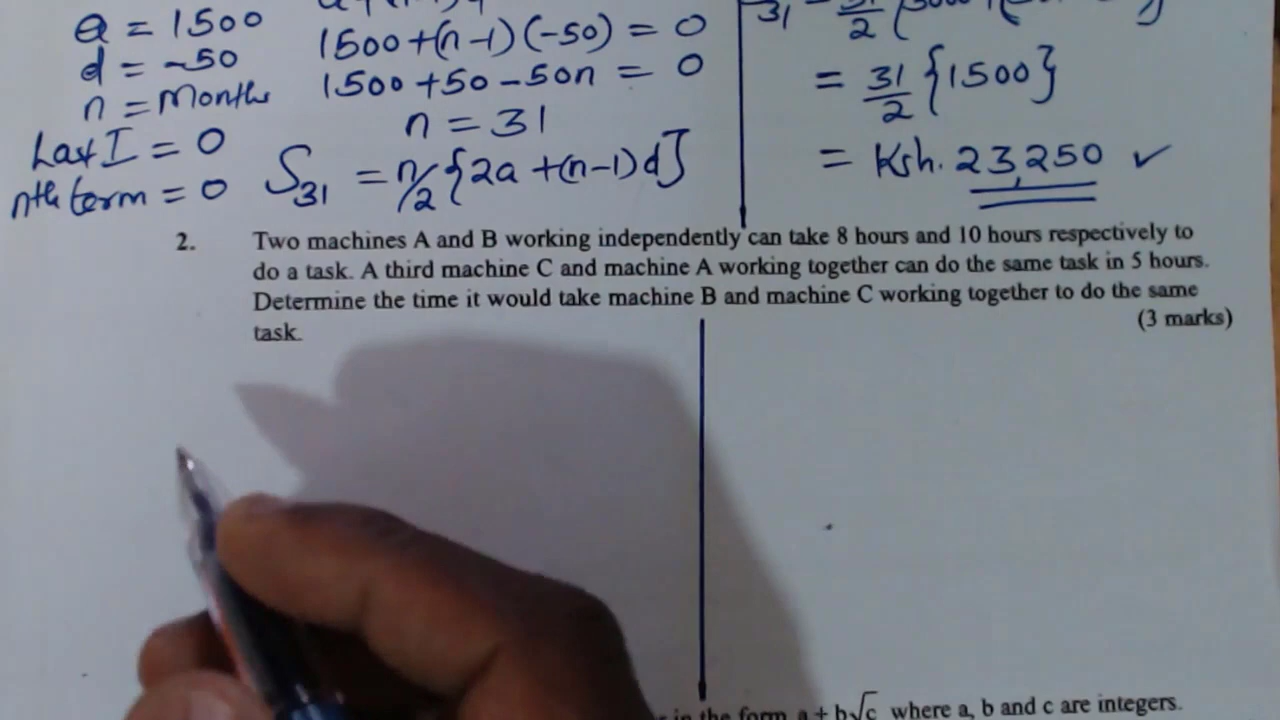 a = 1500
d = -50
n = Months
Last I = 0
nth term = 0
1500+(n-1)(-50) = 0
1500+50-50n = 0
n = 31
S31 = n/2{2a+(n-1)d}
= 31/2{1500}
= Ksh. 23,250 ✓
2. Two machines A and B working independently can take 8 hours and 10 hours respectively to
do a task. A third machine C and machine A working together can do the same task in 5 hours.
Determine the time it would take machine B and machine C working together to do the same
task. (3 marks)
in the form a + b√c where a, b and c are integers.